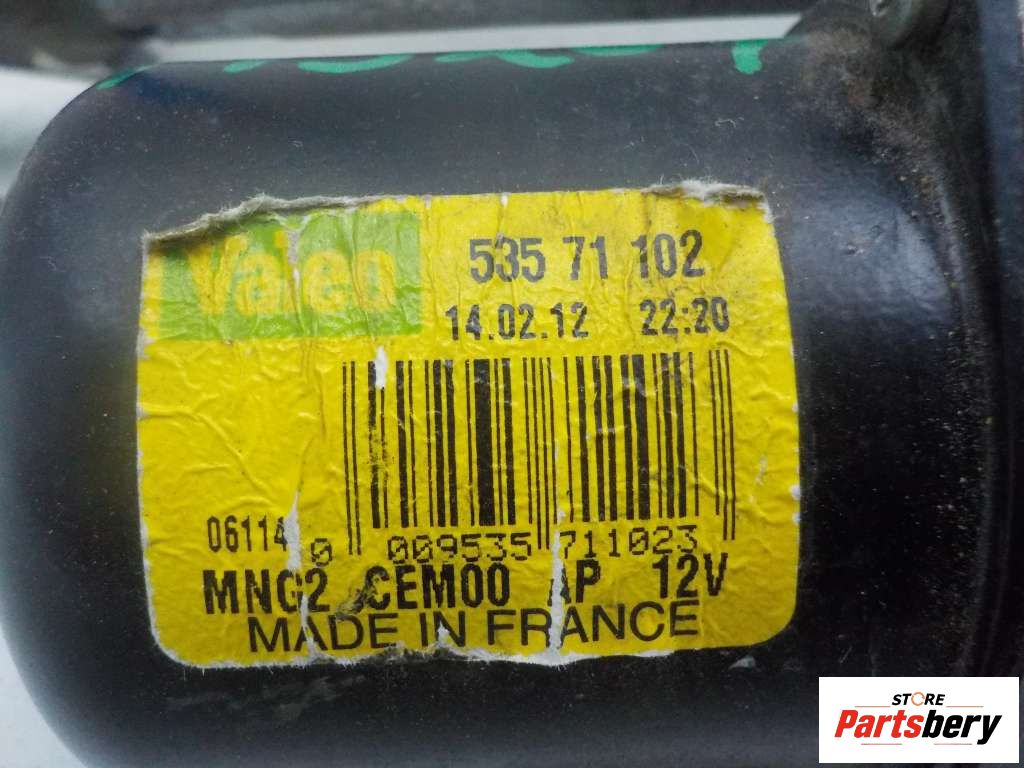 Valeo
535 71 102
14.02.12 22:20
06114
0 009535 711023
MNG2 CEM00 AP 12V
MADE IN FRANCE
STORE
Partsbery